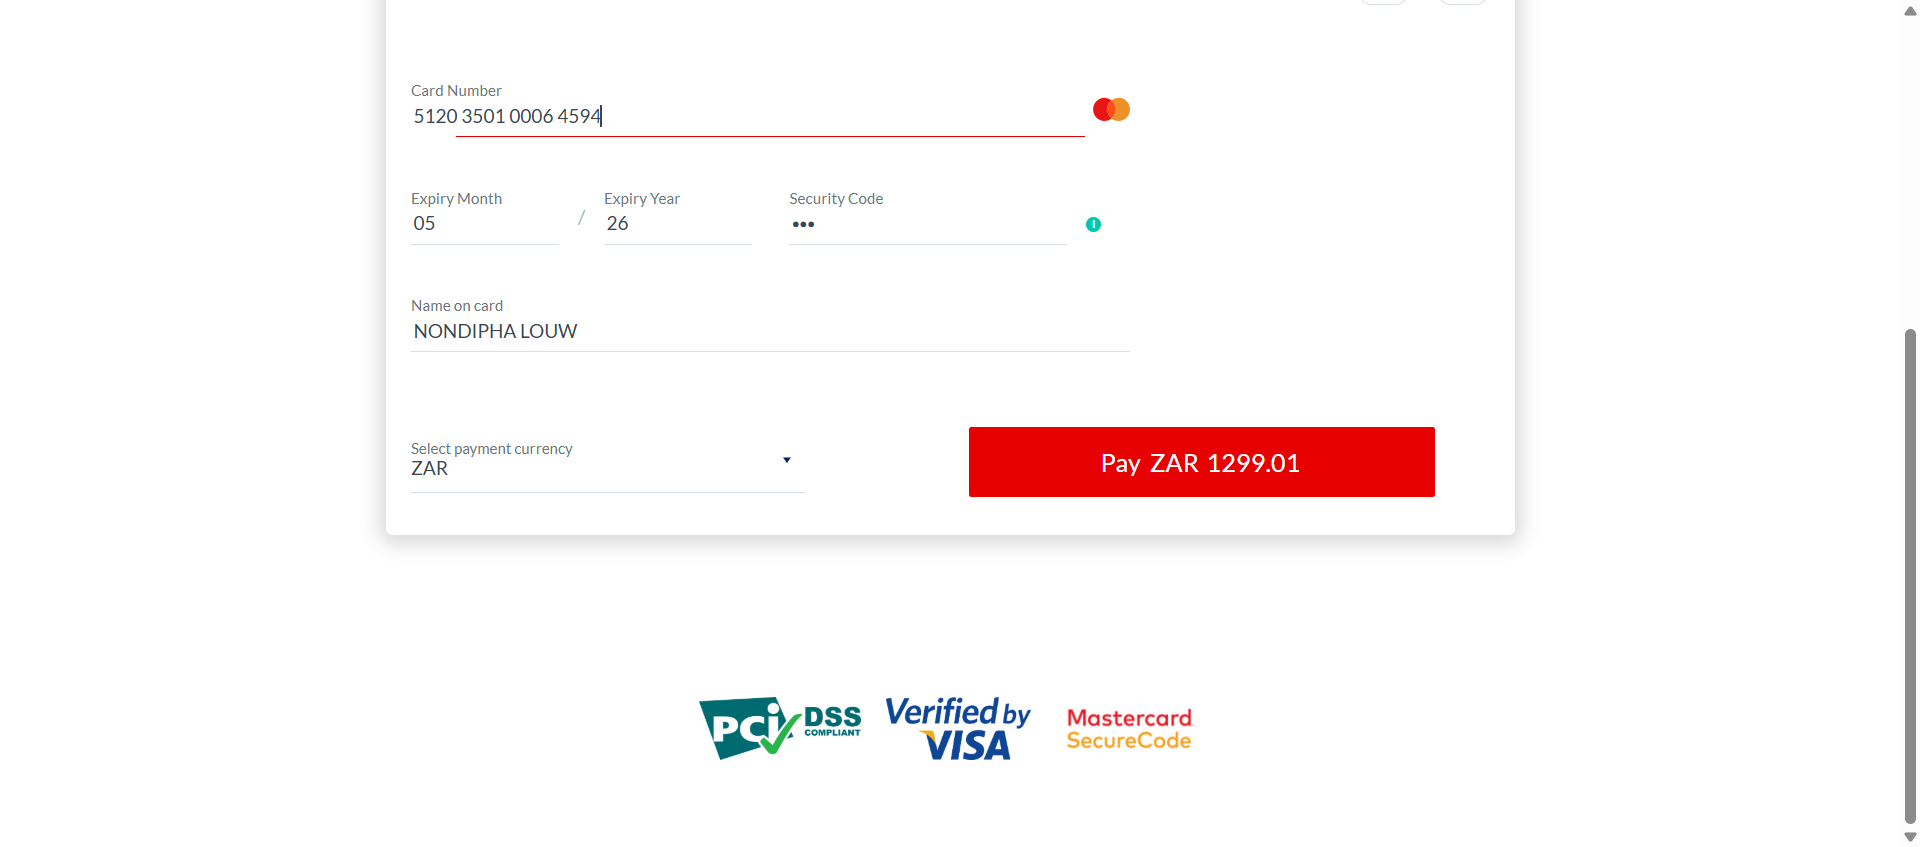 Card Number
5120 3501 0006 4594
Expiry Month
05
/
Expiry Year
26
Security Code
•••
Name on card
NONDIPHA LOUW
Select payment currency
ZAR
Pay ZAR 1299.01
PCi DSS COMPLIANT
Verified by VISA
Mastercard SecureCode